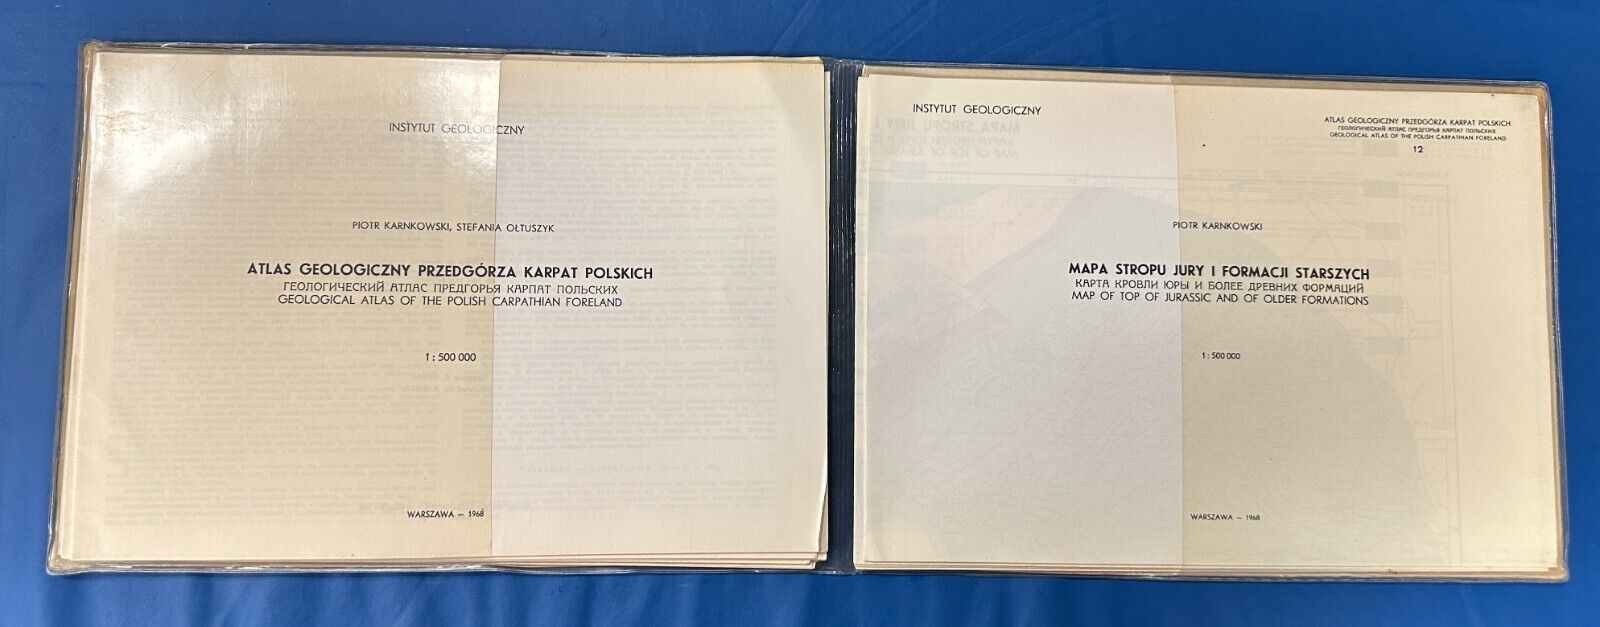 INSTYTUT GEOLOGICZNY
PIOTR KARNKOWSKI, STEFANIA OŁTUSZYK
ATLAS GEOLOGICZNY PRZEDGÓRZA KARPAT POLSKICH
ГЕОЛОГИЧЕСКИЙ АТЛАС ПРЕДГОРЬЯ КАРПАТ ПОЛЬСКИХ
GEOLOGICAL ATLAS OF THE POLISH CARPATHIAN FORELAND
1 : 500 000
WARSZAWA – 1968
INSTYTUT GEOLOGICZNY
ATLAS GEOLOGICZNY PRZEDGÓRZA KARPAT POLSKICH
ГЕОЛОГИЧЕСКИЙ АТЛАС ПРЕДГОРЬЯ КАРПАТ ПОЛЬСКИХ
GEOLOGICAL ATLAS OF THE POLISH CARPATHIAN FORELAND
12
PIOTR KARNKOWSKI
MAPA STROPU JURY I FORMACJI STARSZYCH
КАРТА КРОВЛИ ЮРЫ И БОЛЕЕ ДРЕВНИХ ФОРМАЦИЙ
MAP OF TOP OF JURASSIC AND OF OLDER FORMATIONS
1 : 500 000
WARSZAWA – 1968